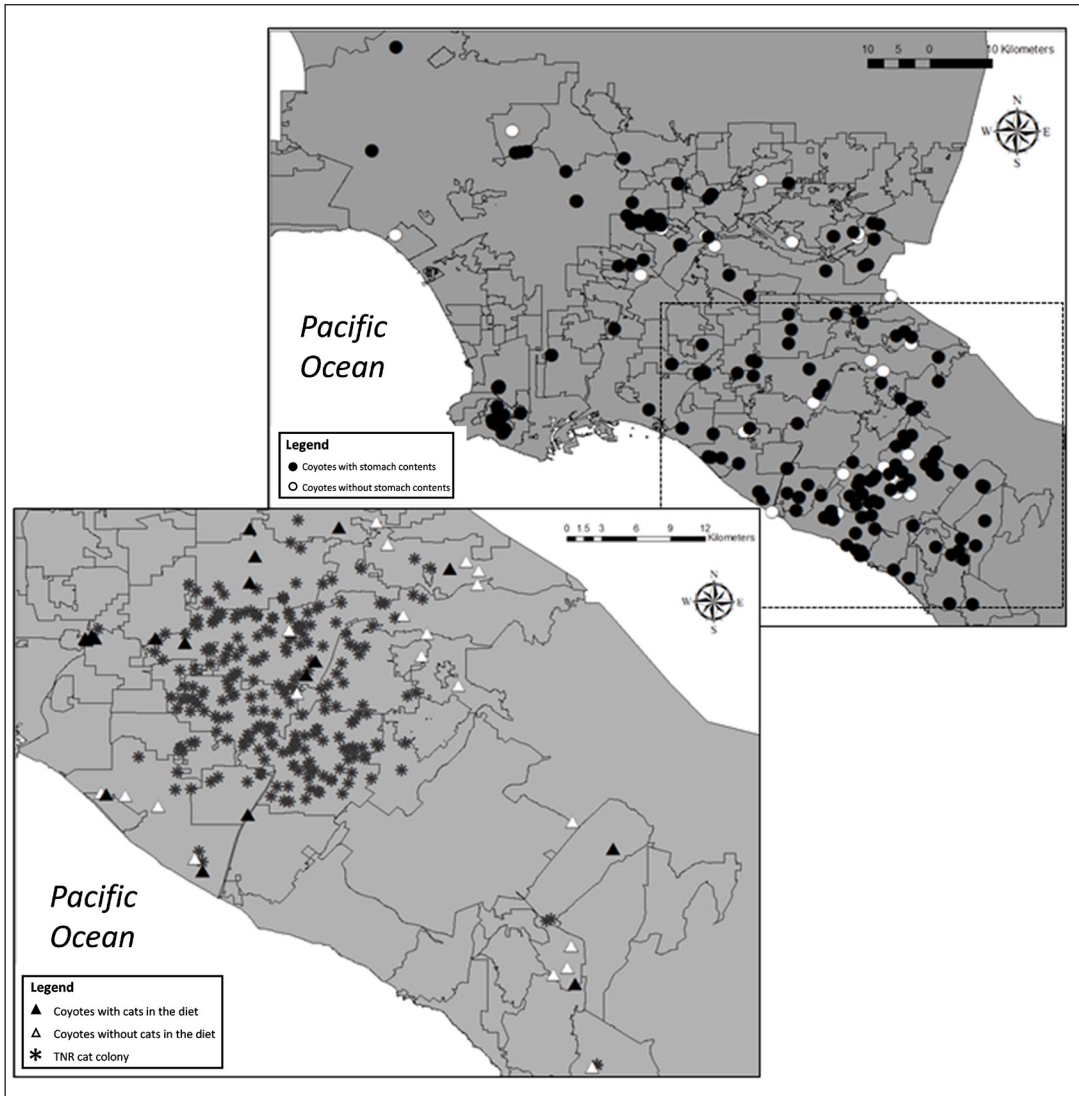 10 5 0 10 Kilometers
N
W E
S
Pacific
Ocean
Legend
Coyotes with stomach contents
Coyotes without stomach contents
0 1.5 3 6 9 12
Kilometers
N
W E
S
Pacific
Ocean
Legend
Coyotes with cats in the diet
Coyotes without cats in the diet
TNR cat colony